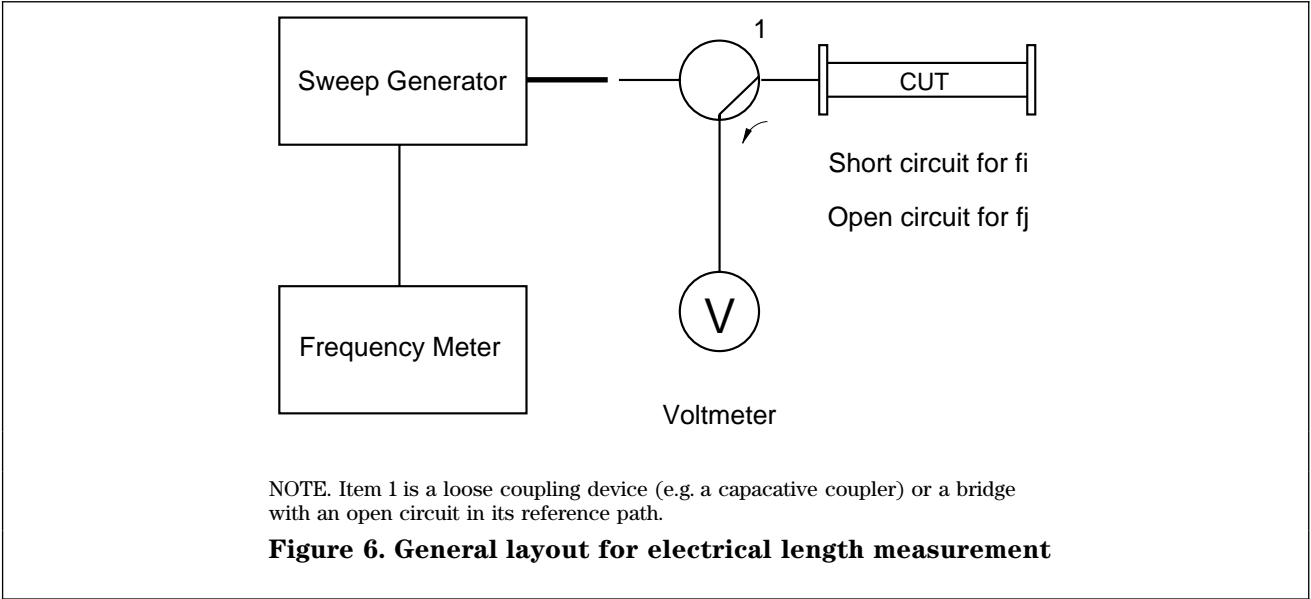 1
Sweep Generator
CUT
Short circuit for fi
Open circuit for fj
V
Frequency Meter
Voltmeter
NOTE. Item 1 is a loose coupling device (e.g. a capacative coupler) or a bridge
with an open circuit in its reference path.
Figure 6. General layout for electrical length measurement